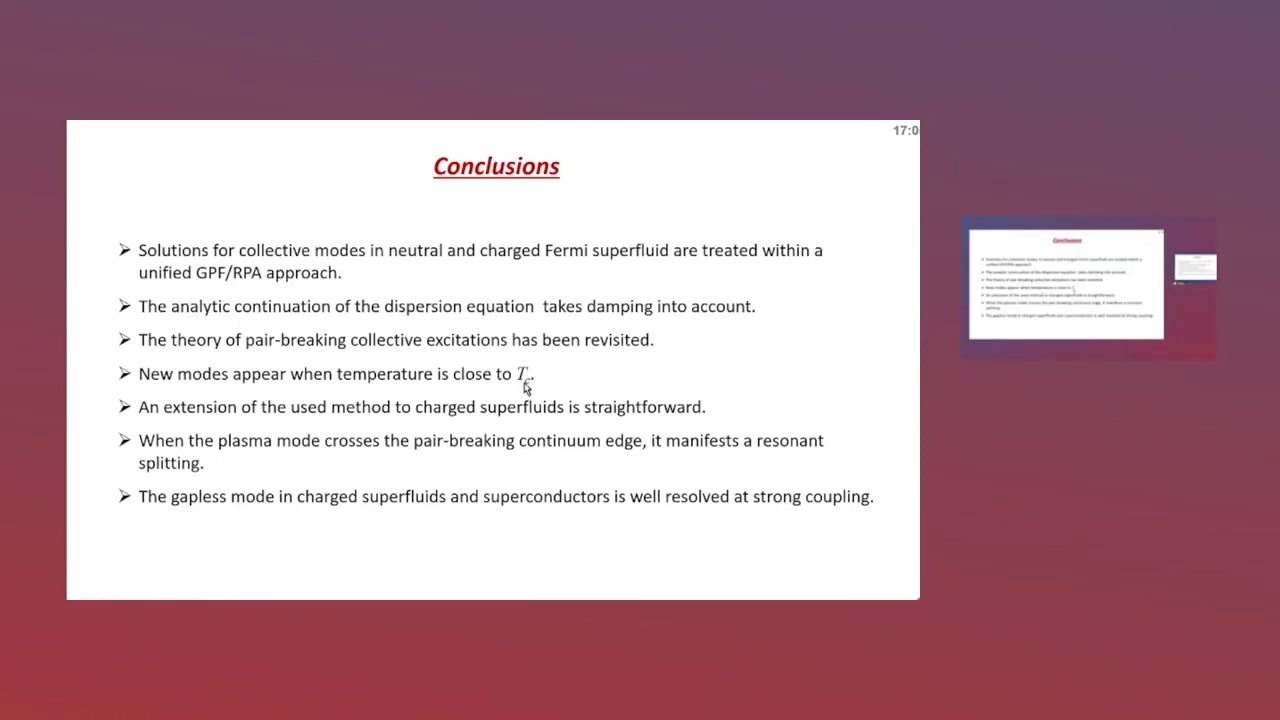 17:0
Conclusions
➢ Solutions for collective modes in neutral and charged Fermi superfluid are treated within a
unified GPF/RPA approach.
➢ The analytic continuation of the dispersion equation takes damping into account.
➢ The theory of pair-breaking collective excitations has been revisited.
➢ New modes appear when temperature is close to Tc.
➢ An extension of the used method to charged superfluids is straightforward.
➢ When the plasma mode crosses the pair-breaking continuum edge, it manifests a resonant
splitting.
➢ The gapless mode in charged superfluids and superconductors is well resolved at strong coupling.